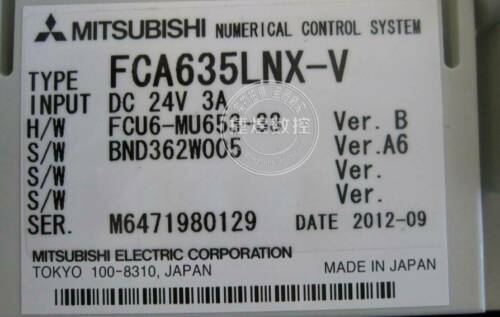 MITSUBISHI NUMERICAL CONTROL SYSTEM
TYPE FCA635LNX-V
INPUT DC 24V 3A
H/W Ver. B
S/W BND362W005 Ver.A6
S/W Ver.
S/W Ver.
SER. M6471980129 DATE 2012-09
MITSUBISHI ELECTRIC CORPORATION
TOKYO 100-8310, JAPAN MADE IN JAPAN